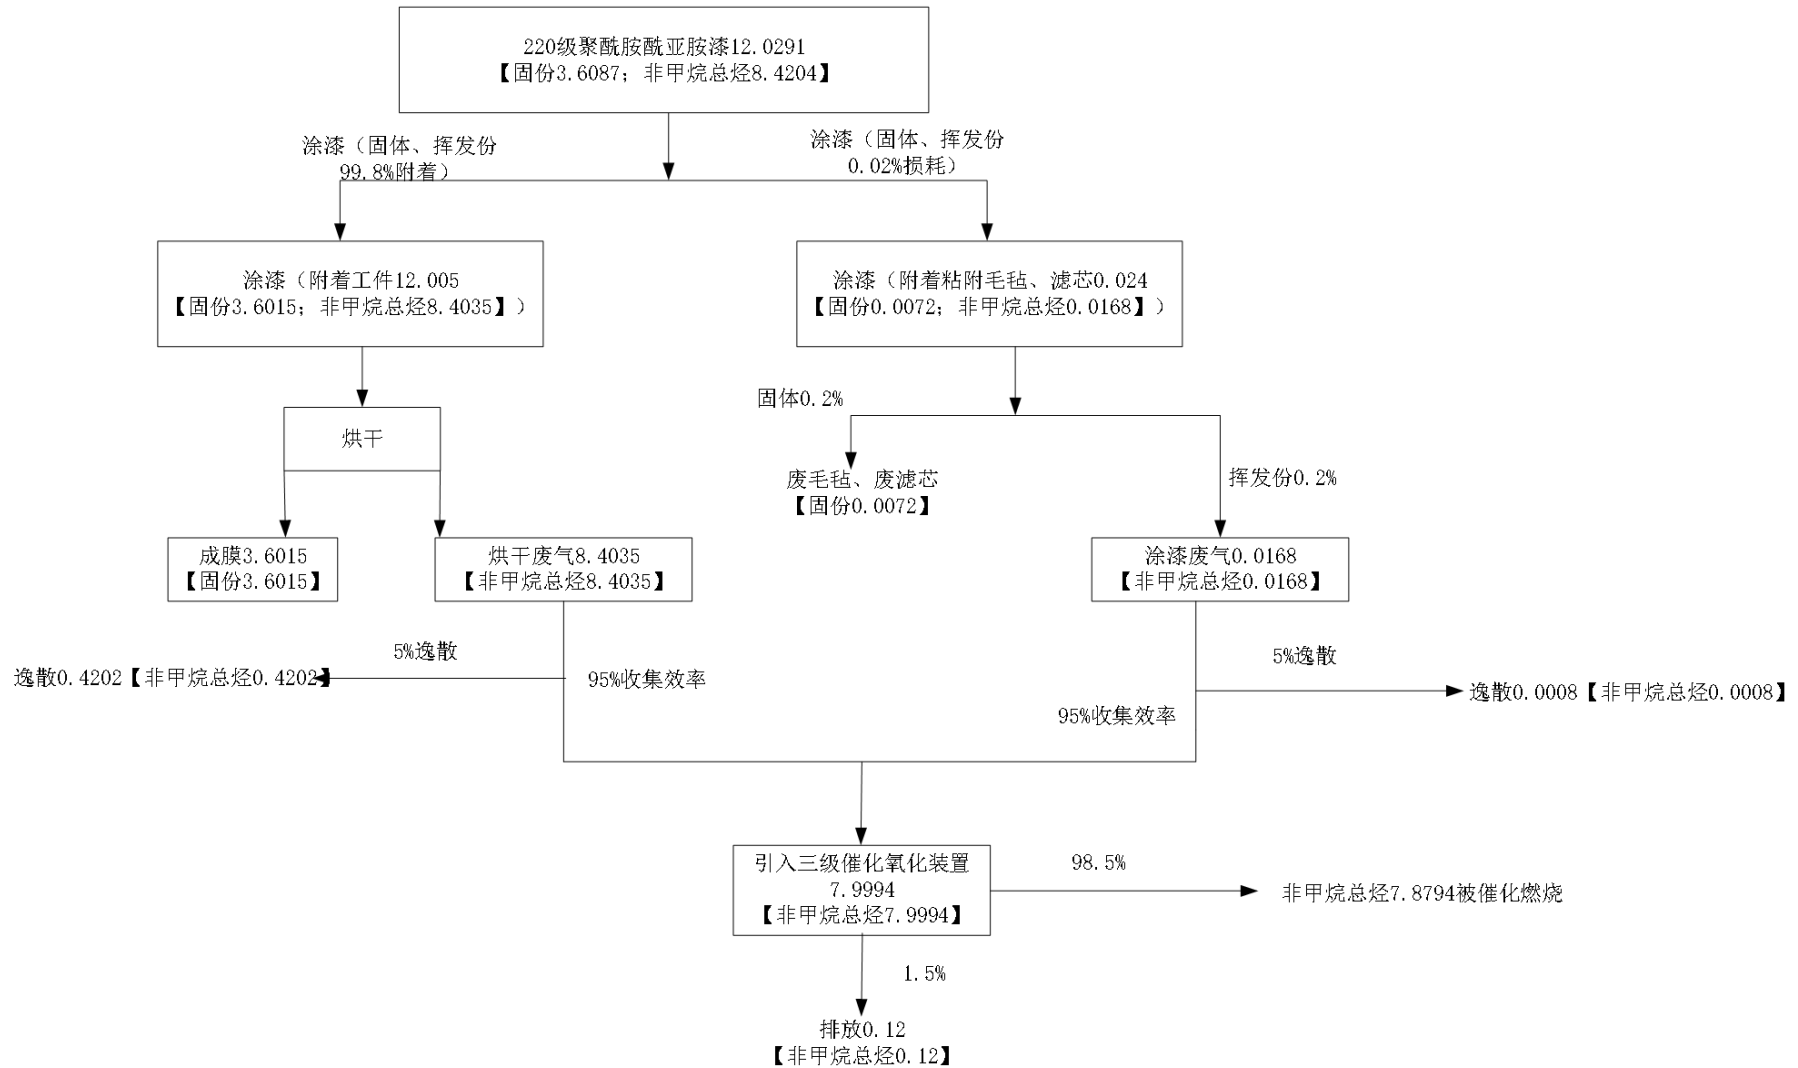 220级聚酰胺酰亚胺漆12.0291
【固份3.6087；非甲烷总烃8.4204】
涂漆（固体、挥发份
99.8%附着）
涂漆（固体、挥发份
0.02%损耗）
涂漆（附着工件12.005
【固份3.6015；非甲烷总烃8.4035】）
涂漆（附着粘附毛毡、滤芯0.024
【固份0.0072；非甲烷总烃0.0168】）
固体0.2%
烘干
废毛毡、废滤芯
【固份0.0072】
挥发份0.2%
成膜3.6015
【固份3.6015】
烘干废气8.4035
【非甲烷总烃8.4035】
涂漆废气0.0168
【非甲烷总烃0.0168】
5%逸散
逸散0.4202【非甲烷总烃0.4202】
95%收集效率
5%逸散
逸散0.0008【非甲烷总烃0.0008】
95%收集效率
引入三级催化氧化装置
7.9994
【非甲烷总烃7.9994】
98.5%
非甲烷总烃7.8794被催化燃烧
1.5%
排放0.12
【非甲烷总烃0.12】